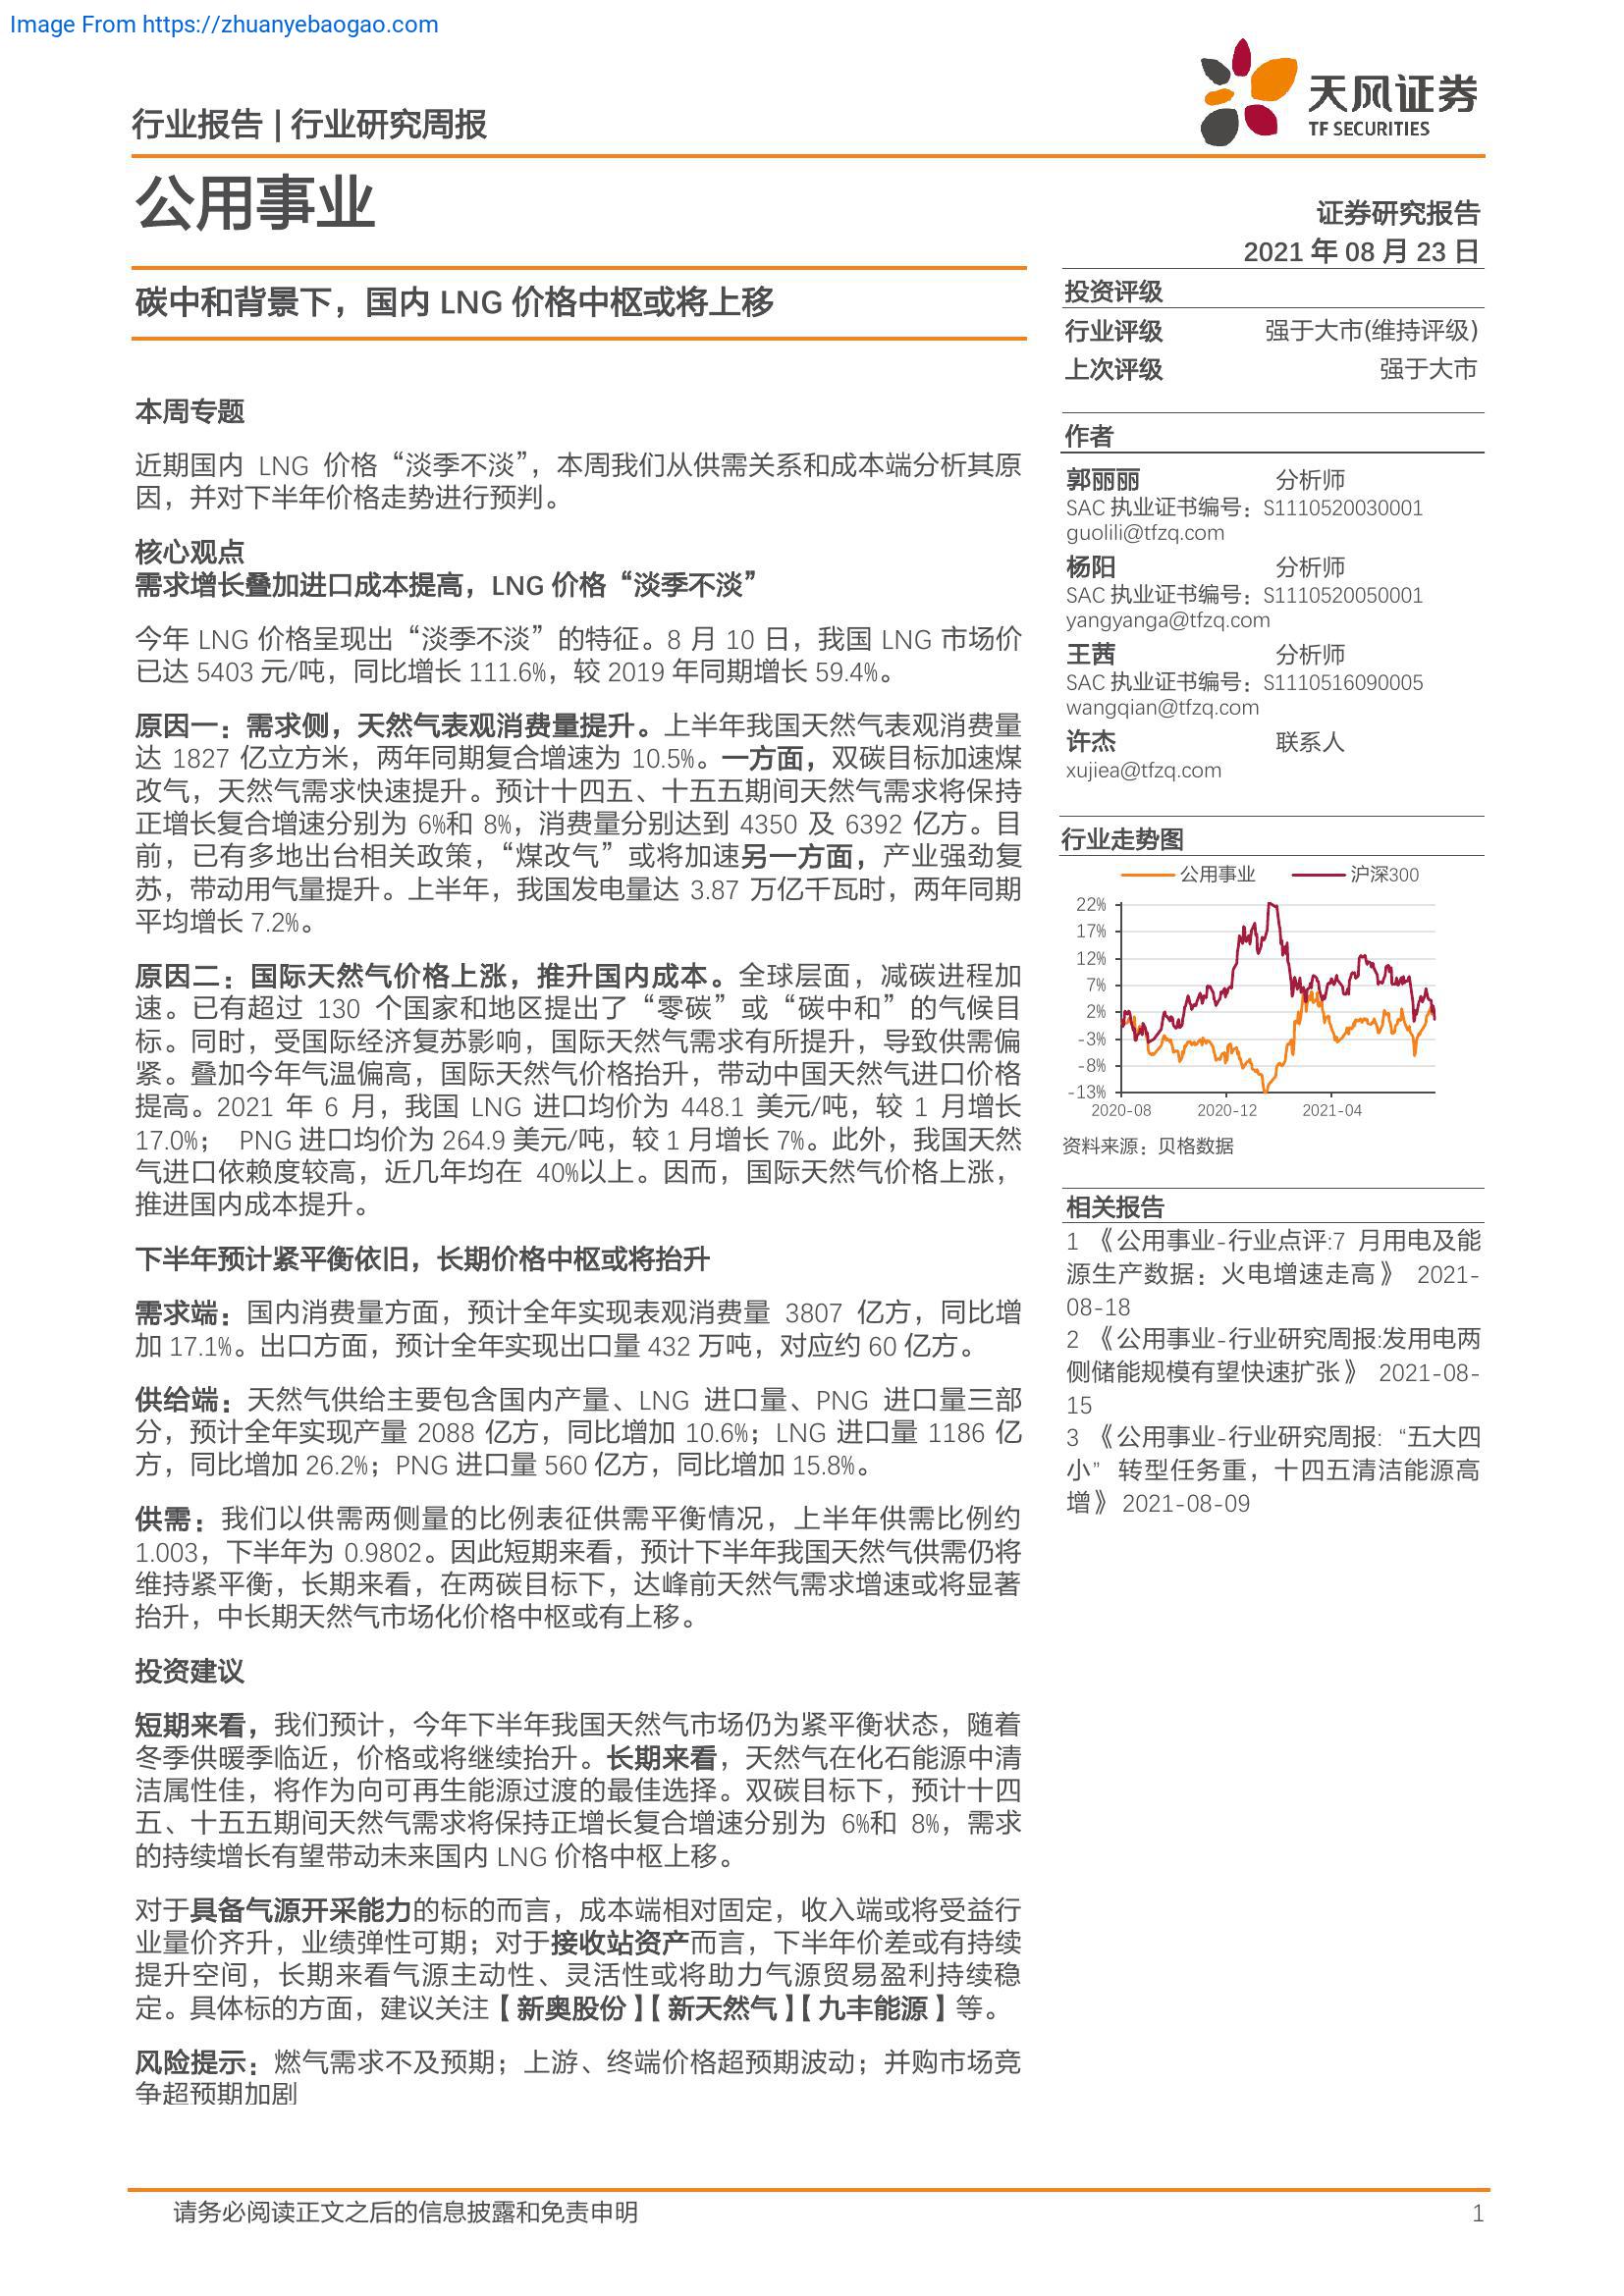 Image From https://zhuanyebaogao.com
天风证券
TF SECURITIES
行业报告 | 行业研究周报
公用事业
证券研究报告
2021 年 08 月 23 日
碳中和背景下，国内 LNG 价格中枢或将上移
本周专题
近期国内 LNG 价格“淡季不淡”，本周我们从供需关系和成本端分析其原
因，并对下半年价格走势进行预判。
核心观点
需求增长叠加进口成本提高，LNG 价格“淡季不淡”
今年 LNG 价格呈现出“淡季不淡”的特征。8 月 10 日，我国 LNG 市场价
已达 5403 元/吨，同比增长 111.6%，较 2019 年同期增长 59.4%。
原因一：需求侧，天然气表观消费量提升。上半年我国天然气表观消费量
达 1827 亿立方米，两年同期复合增速为 10.5%。一方面，双碳目标加速煤
改气，天然气需求快速提升。预计十四五、十五五期间天然气需求将保持
正增长复合增速分别为 6%和 8%，消费量分别达到 4350 及 6392 亿方。目
前，已有多地出台相关政策，“煤改气”或将加速另一方面，产业强劲复
苏，带动用气量提升。上半年，我国发电量达 3.87 万亿千瓦时，两年同期
平均增长 7.2%。
原因二：国际天然气价格上涨，推升国内成本。全球层面，减碳进程加
速。已有超过 130 个国家和地区提出了“零碳”或“碳中和”的气候目
标。同时，受国际经济复苏影响，国际天然气需求有所提升，导致供需偏
紧。叠加今年气温偏高，国际天然气价格抬升，带动中国天然气进口价格
提高。2021 年 6 月，我国 LNG 进口均价为 448.1 美元/吨，较 1 月增长
17.0%； PNG 进口均价为 264.9 美元/吨，较 1 月增长 7%。此外，我国天然
气进口依赖度较高，近几年均在 40%以上。因而，国际天然气价格上涨，
推进国内成本提升。
下半年预计紧平衡依旧，长期价格中枢或将抬升
需求端：国内消费量方面，预计全年实现表观消费量 3807 亿方，同比增
加 17.1%。出口方面，预计全年实现出口量 432 万吨，对应约 60 亿方。
供给端：天然气供给主要包含国内产量、LNG 进口量、PNG 进口量三部
分，预计全年实现产量 2088 亿方，同比增加 10.6%；LNG 进口量 1186 亿
方，同比增加 26.2%；PNG 进口量 560 亿方，同比增加 15.8%。
供需：我们以供需两侧量的比例表征供需平衡情况，上半年供需比例约
1.003，下半年为 0.9802。因此短期来看，预计下半年我国天然气供需仍将
维持紧平衡，长期来看，在两碳目标下，达峰前天然气需求增速或将显著
抬升，中长期天然气市场化价格中枢或有上移。
投资建议
短期来看，我们预计，今年下半年我国天然气市场仍为紧平衡状态，随着
冬季供暖季临近，价格或将继续抬升。长期来看，天然气在化石能源中清
洁属性佳，将作为向可再生能源过渡的最佳选择。双碳目标下，预计十四
五、十五五期间天然气需求将保持正增长复合增速分别为 6%和 8%，需求
的持续增长有望带动未来国内 LNG 价格中枢上移。
对于具备气源开采能力的标的而言，成本端相对固定，收入端或将受益行
业量价齐升，业绩弹性可期；对于接收站资产而言，下半年价差或有持续
提升空间，长期来看气源主动性、灵活性或将助力气源贸易盈利持续稳
定。具体标的方面，建议关注【新奥股份】【新天然气】【九丰能源】等。
风险提示：燃气需求不及预期；上游、终端价格超预期波动；并购市场竞
争超预期加剧
投资评级
行业评级 强于大市(维持评级)
上次评级 强于大市
作者
郭丽丽 分析师
SAC 执业证书编号：S1110520030001
guolili@tfzq.com
杨阳 分析师
SAC 执业证书编号：S1110520050001
yangyanga@tfzq.com
王茜 分析师
SAC 执业证书编号：S1110516090005
wangqian@tfzq.com
许杰 联系人
xujiea@tfzq.com
行业走势图
公用事业 沪深300
22%
17%
12%
7%
2%
-3%
-8%
-13%
2020-08 2020-12 2021-04
资料来源：贝格数据
相关报告
1 《公用事业-行业点评:7 月用电及能
源生产数据：火电增速走高》 2021-
08-18
2 《公用事业-行业研究周报:发用电两
侧储能规模有望快速扩张》 2021-08-
15
3 《公用事业-行业研究周报:“五大四
小”转型任务重，十四五清洁能源高
增》 2021-08-09
请务必阅读正文之后的信息披露和免责申明 1